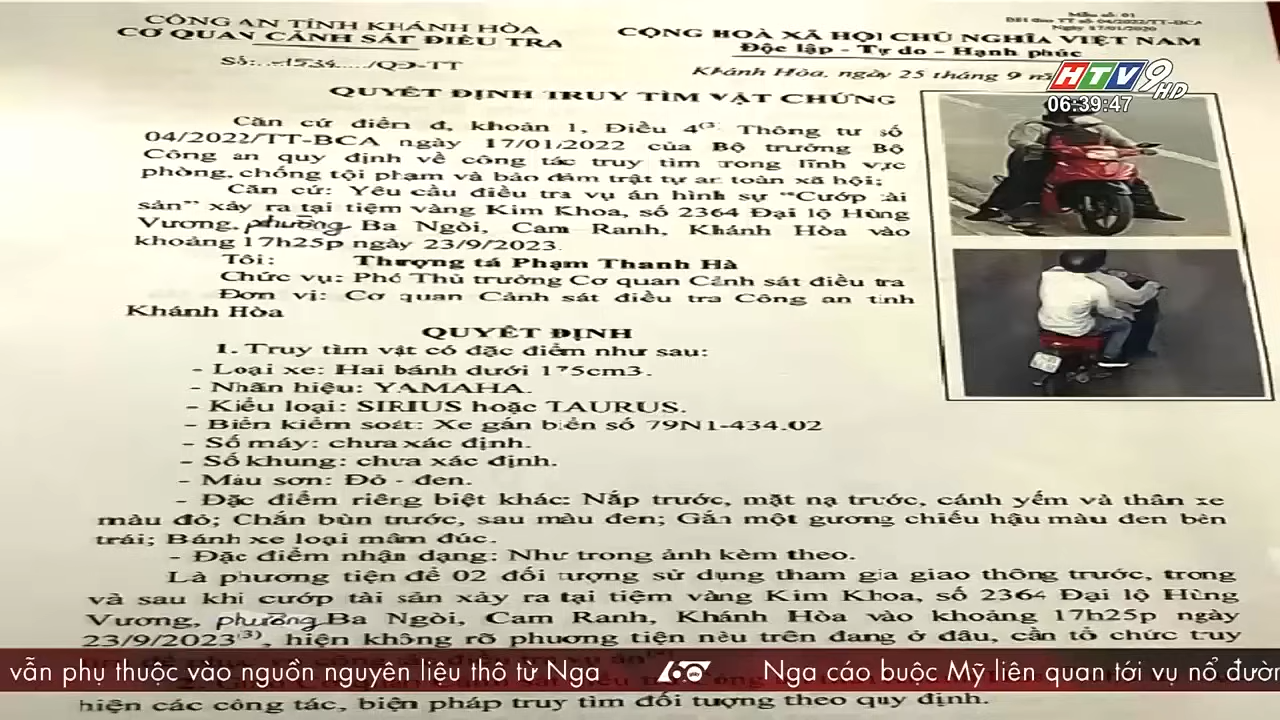 CÔNG AN TỈNH KHÁNH HÒA
CƠ QUAN CẢNH SÁT ĐIỀU TRA
Số:...1534..../QĐ-TT
Mẫu số: 01
BH theo TT số 04/2022/TT-BCA
CỘNG HOÀ XÃ HỘI CHỦ NGHĨA VIỆT NAM
Độc lập - Tự do - Hạnh phúc
Khánh Hòa, ngày 25 tháng 9
HTV9 HD
06:39:47
QUYẾT ĐỊNH TRUY TÌM VẬT CHỨNG
Căn cứ điểm đ, khoản 1, Điều 4 Thông tư số
04/2022/TT-BCA ngày 17/01/2022 của Bộ trưởng Bộ
Công an quy định về công tác truy tìm trong lĩnh vực
phòng, chống tội phạm và bảo đảm trật tự an toàn xã hội;
Căn cứ: Yêu cầu điều tra vụ án hình sự "Cướp tài
sản" xảy ra tại tiệm vàng Kim Khoa, số 2364 Đại lộ Hùng
Vương, phường Ba Ngòi, Cam Ranh, Khánh Hòa vào
khoảng 17h25p ngày 23/9/2023.
Tôi: Thượng tá Phạm Thanh Hà
Chức vụ: Phó Thủ trưởng Cơ quan Cảnh sát điều tra
Đơn vị: Cơ quan Cảnh sát điều tra Công an tỉnh
Khánh Hòa
QUYẾT ĐỊNH
1. Truy tìm vật có đặc điểm như sau:
- Loại xe: Hai bánh dưới 175cm3.
- Nhãn hiệu: YAMAHA.
- Kiểu loại: SIRIUS hoặc TAURUS.
- Biển kiểm soát: Xe gắn biển số 79N1-434.02
- Số máy: chưa xác định.
- Số khung: chưa xác định.
- Màu sơn: Đỏ - đen.
- Đặc điểm riêng biệt khác: Nắp trước, mặt nạ trước, cánh yếm và thân xe
màu đỏ; Chắn bùn trước, sau màu đen; Gắn một gương chiếu hậu màu đen bên
trái; Bánh xe loại mâm đúc.
- Đặc điểm nhận dạng: Như trong ảnh kèm theo.
Là phương tiện để 02 đối tượng sử dụng tham gia giao thông trước, trong
và sau khi cướp tài sản xảy ra tại tiệm vàng Kim Khoa, số 2364 Đại lộ Hùng
Vương, phường Ba Ngòi, Cam Ranh, Khánh Hòa vào khoảng 17h25p ngày
23/9/2023(3), hiện không rõ phương tiện nêu trên đang ở đâu, cần tổ chức truy
vẫn phụ thuộc vào nguồn nguyên liệu thô từ Nga 60 giây Nga cáo buộc Mỹ liên quan tới vụ nổ đườn
hiện các công tác, biện pháp truy tìm đối tượng theo quy định.